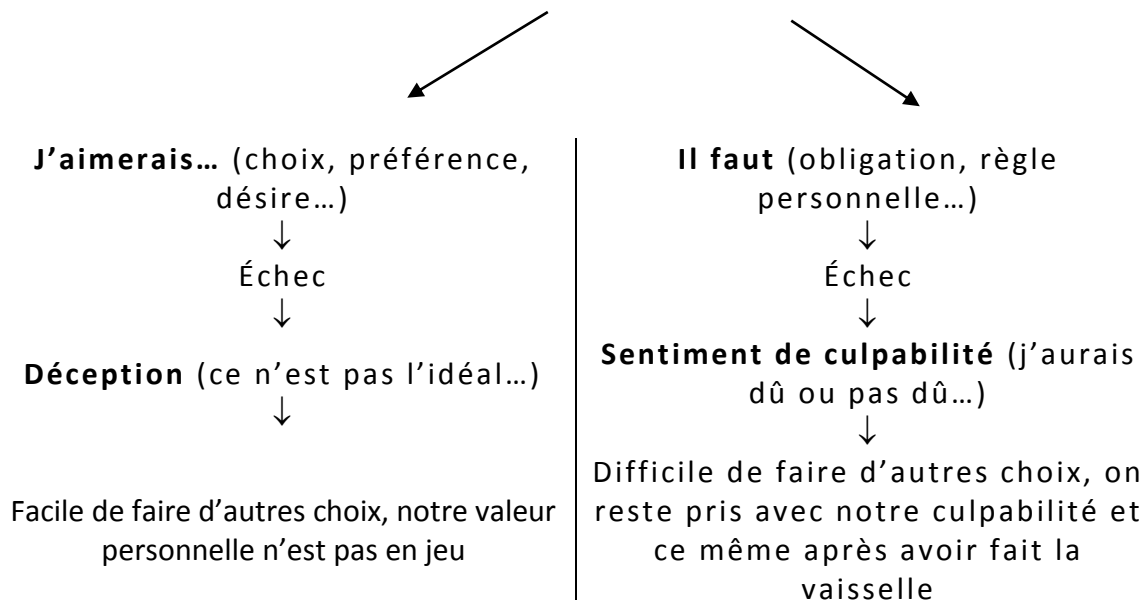 J’aimerais… (choix, préférence,
désire…)
↓
Échec
↓
Déception (ce n’est pas l’idéal…)
↓
Facile de faire d’autres choix, notre valeur
personnelle n’est pas en jeu
Il faut (obligation, règle
personnelle…)
↓
Échec
↓
Sentiment de culpabilité (j’aurais
dû ou pas dû…)
↓
Difficile de faire d’autres choix, on
reste pris avec notre culpabilité et
ce même après avoir fait la
vaisselle